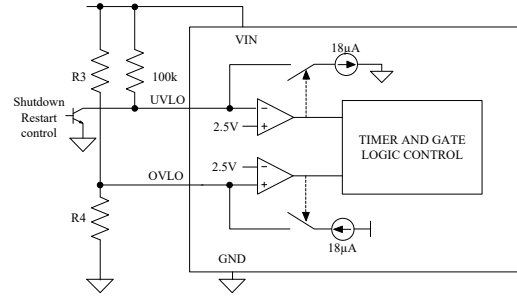 VIN
18µA
R3
100k
Shutdown
Restart
control
UVLO
2.5V
TIMER AND GATE
LOGIC CONTROL
2.5V
OVLO
R4
GND
18µA